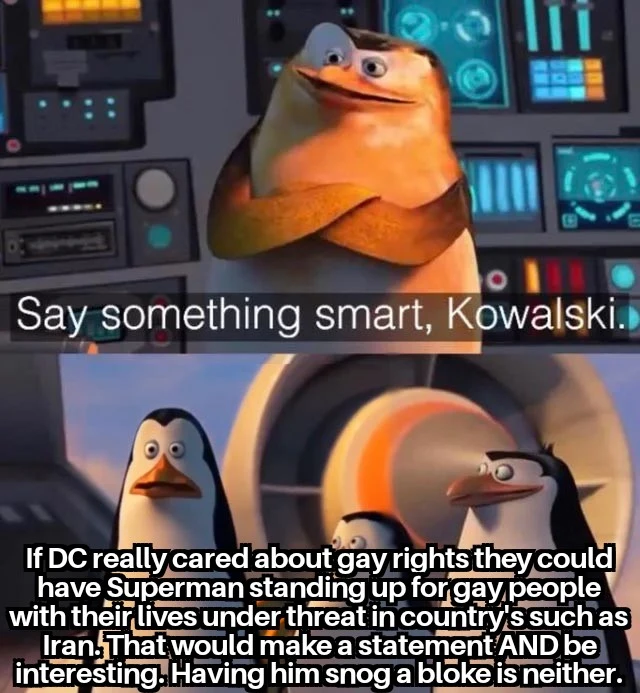 Say something smart, Kowalski.
If DC really cared about gay rights they could
have Superman standing up for gay people
with their lives under threat in country's such as
Iran. That would make a statement AND be
interesting. Having him snog a bloke is neither.